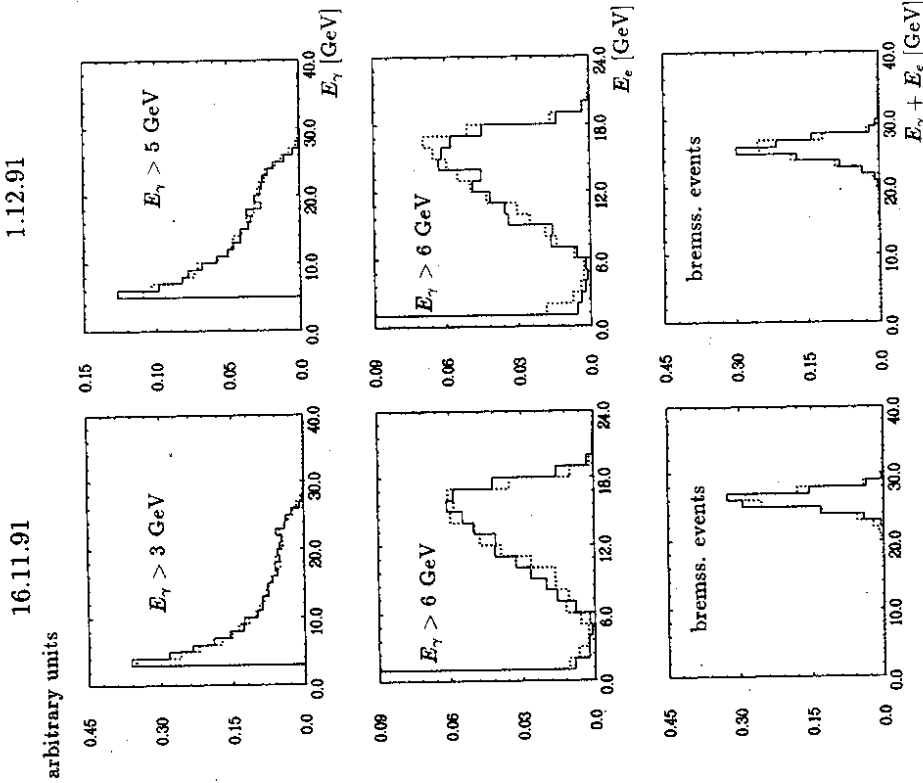 16.11.91 1.12.91
arbitrary units
0.45
0.30
0.15
0.0
E_γ > 3 GeV
0.0 10.0 20.0 30.0 40.0
0.15
0.10
0.05
0.0
E_γ > 5 GeV
0.0 10.0 20.0 30.0 40.0
E_γ [GeV]
0.09
0.06
0.03
0.0
E_γ > 6 GeV
0.0 6.0 12.0 18.0 24.0
0.09
0.06
0.03
0.0
E_γ > 6 GeV
0.0 6.0 12.0 18.0 24.0
E_e [GeV]
0.45
0.30
0.15
0.0
bremss. events
0.0 10.0 20.0 30.0 40.0
0.45
0.30
0.15
0.0
bremss. events
0.0 10.0 20.0 30.0 40.0
E_γ + E_e [GeV]